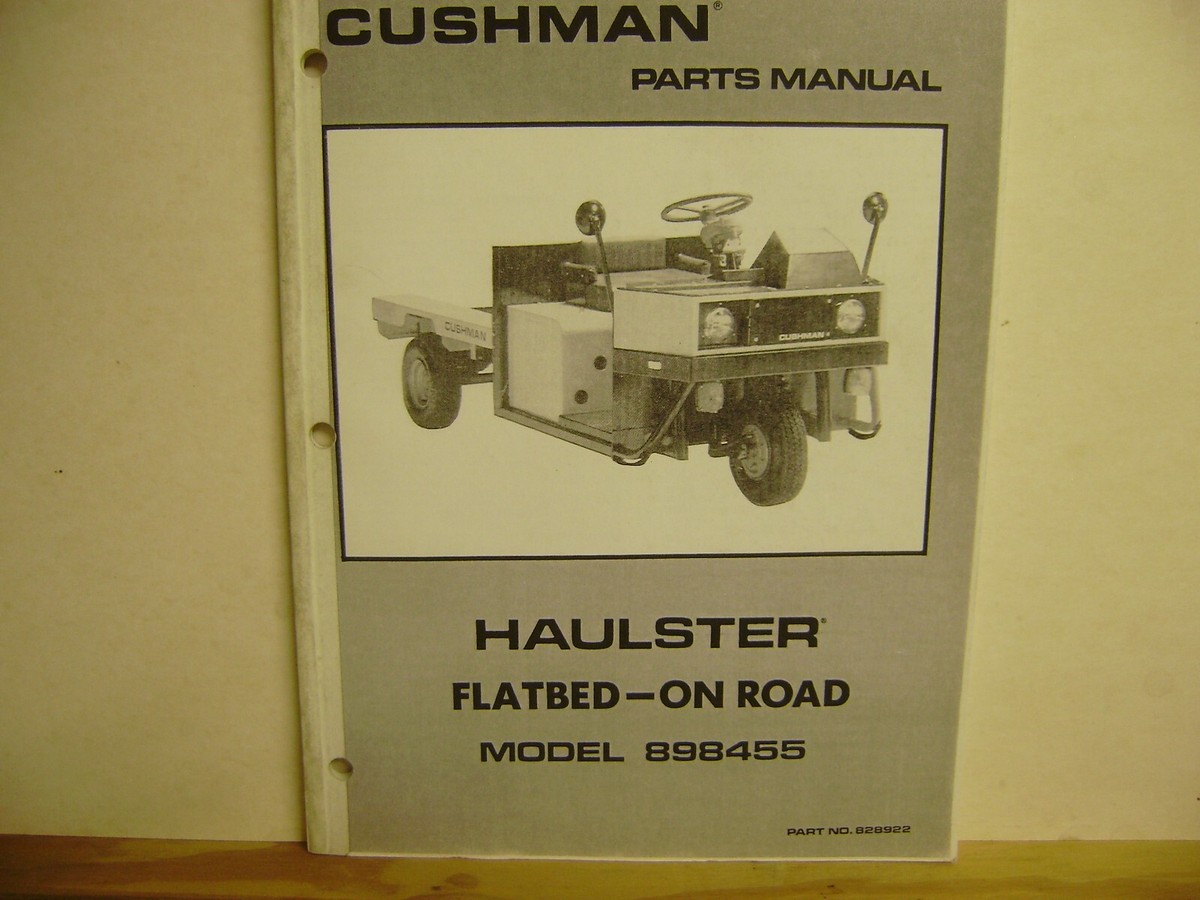 CUSHMAN®
PARTS MANUAL
CUSHMAN
CUSHMAN
HAULSTER®
FLATBED—ON ROAD
MODEL 898455
PART NO. 828922